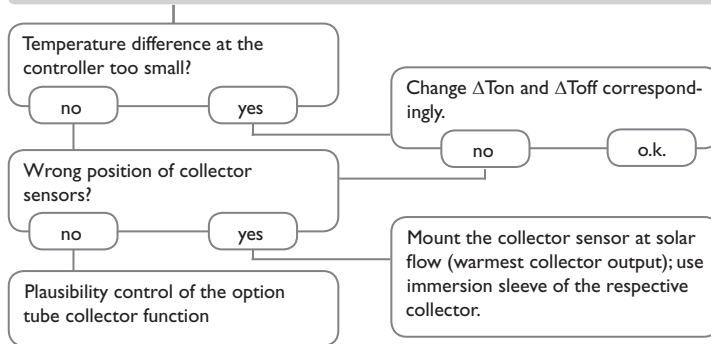 Temperature difference at the
controller too small?
no
yes
Change ΔTon and ΔToff correspond-
ingly.
no
o.k.
Wrong position of collector
sensors?
no
yes
Mount the collector sensor at solar
flow (warmest collector output); use
immersion sleeve of the respective
collector.
Plausibility control of the option
tube collector function